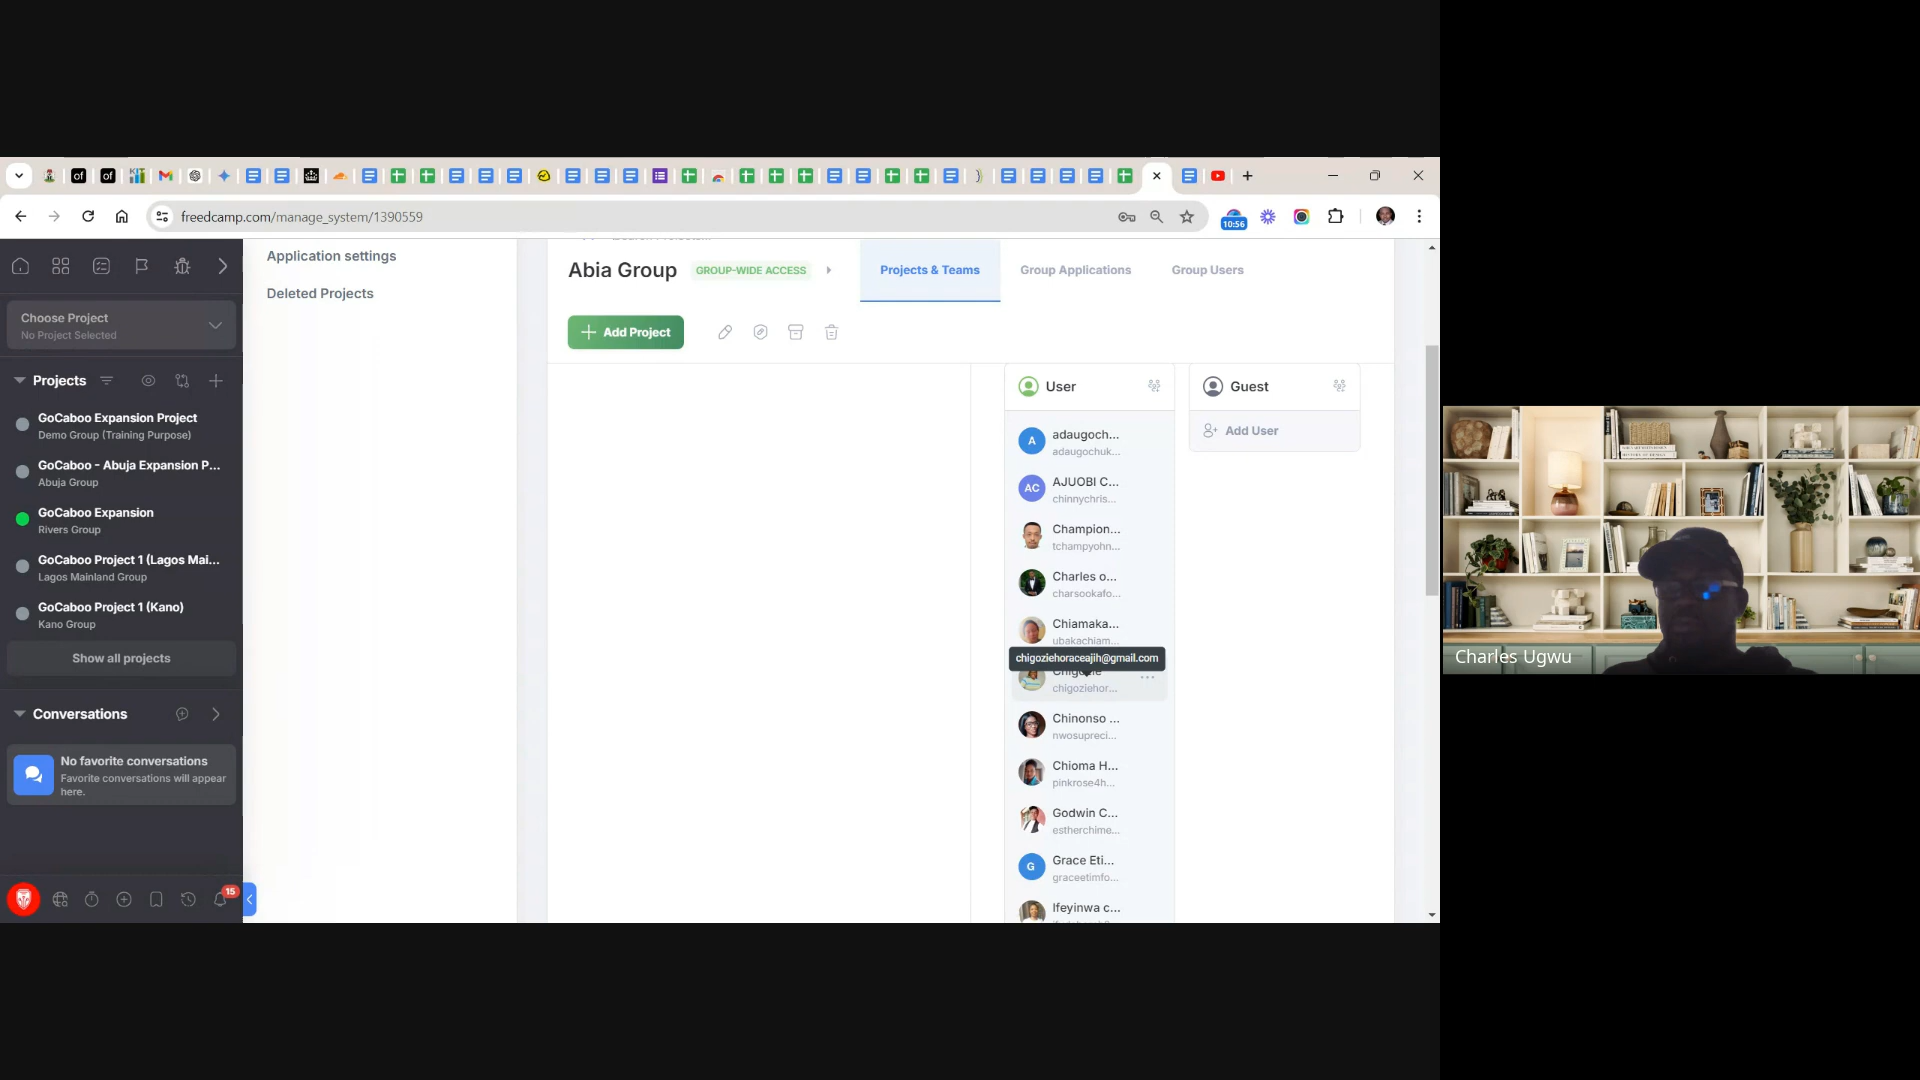 freedcamp.com/manage_system/1390559
10:56
Choose Project
No Project Selected
Projects
GoCaboo Expansion Project
Demo Group (Training Purpose)
GoCaboo - Abuja Expansion P...
Abuja Group
GoCaboo Expansion
Rivers Group
GoCaboo Project 1 (Lagos Mai...
Lagos Mainland Group
GoCaboo Project 1 (Kano)
Kano Group
Show all projects
Conversations
No favorite conversations
Favorite conversations will appear
here.
15
Application settings
Deleted Projects
Abia Group
GROUP-WIDE ACCESS
Projects & Teams
Group Applications
Group Users
Add Project
User
A
adaugoch...
adaugochuk...
AC
AJUOBI C...
chinnychris...
Champion...
tchampyohn...
Charles o...
charsookafo...
Chiamaka...
ubakachiam...
chigoziehoraceajih@gmail.com
chigoziehor...
Chinonso ...
nwosupreci...
Chioma H...
pinkrose4h...
Godwin C...
estherchime...
G
Grace Eti...
graceetimfo...
Ifeyinwa c...
Guest
Add User
Charles Ugwu